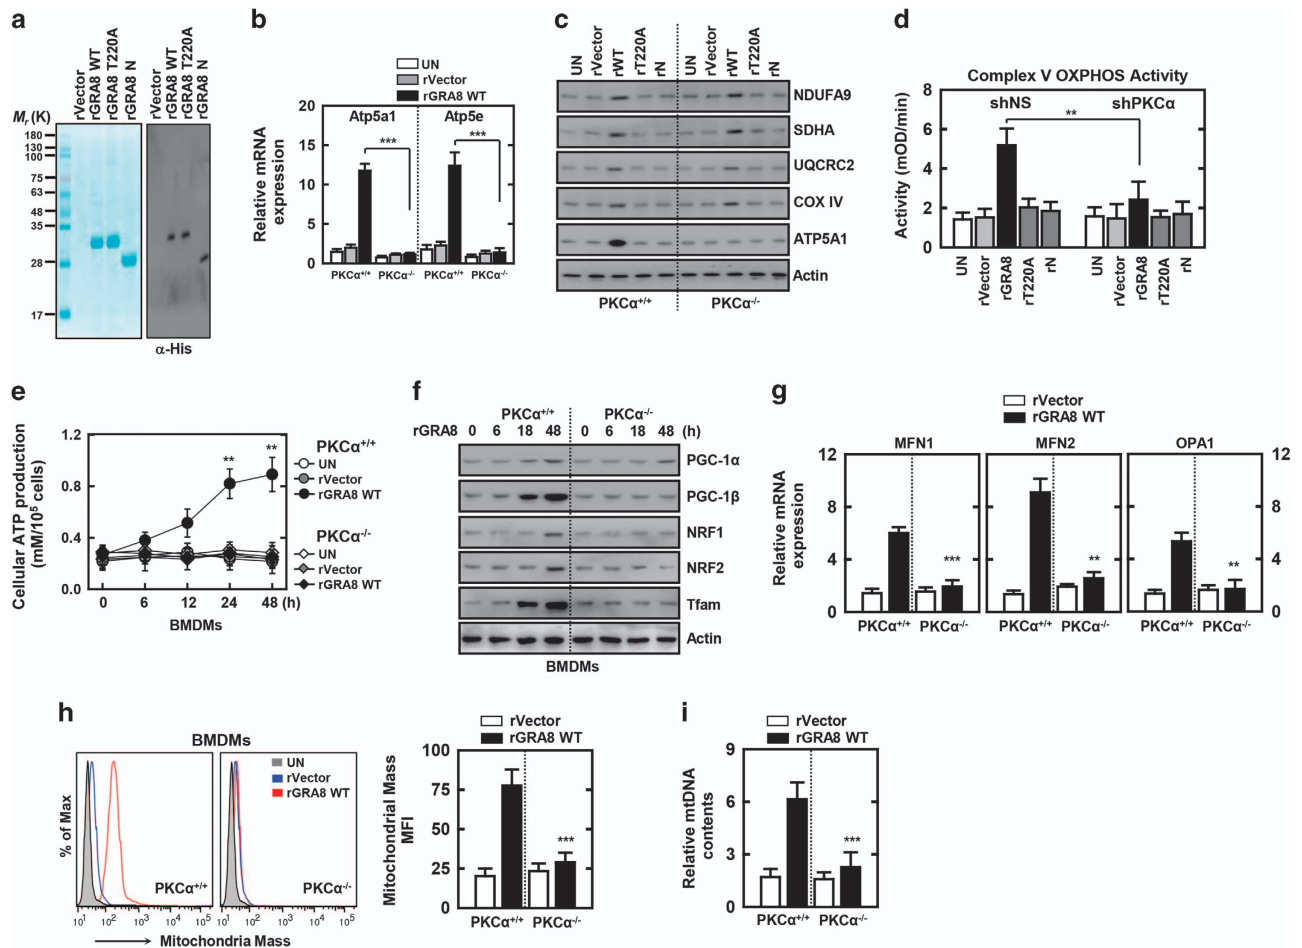 a
rVector
rGRA8 WT
rGRA8 T220A
rGRA8 N
rVector
rGRA8 WT
rGRA8 T220A
rGRA8 N
Mr (K)
180
130
100
75
63
48
35
28
17
α-His
b
UN
rVector
rGRA8 WT
Relative mRNA
expression
20
15
10
5
0
Atp5a1
Atp5e
***
***
PKCα+/+ PKCα-/- PKCα+/+ PKCα-/-
c
UN
rVector
rWT
rT220A
rN
UN
rVector
rWT
rT220A
rN
NDUFA9
SDHA
UQCRC2
COX IV
ATP5A1
Actin
PKCα+/+ PKCα-/-
d
Complex V OXPHOS Activity
shNS shPKCα
**
Activity (mOD/min)
8
6
4
2
0
UN
rVector
rGRA8
rT220A
rN
UN
rVector
rGRA8
rT220A
rN
e
Cellular ATP production
(mM/10⁵ cells)
1.2
0.8
0.4
0.0
** **
0 6 12 24 48 (h)
BMDMs
PKCα+/+
UN
rVector
rGRA8 WT
PKCα-/-
UN
rVector
rGRA8 WT
f
PKCα+/+ PKCα-/-
rGRA8 0 6 18 48 0 6 18 48 (h)
PGC-1α
PGC-1β
NRF1
NRF2
Tfam
Actin
BMDMs
g
rVector
rGRA8 WT
MFN1 MFN2 OPA1
Relative mRNA
expression
12
8
4
0
12
8
4
0
*** ** **
PKCα+/+ PKCα-/- PKCα+/+ PKCα-/- PKCα+/+ PKCα-/-
h
BMDMs
UN
rVector
rGRA8 WT
% of Max
PKCα+/+ PKCα-/-
10¹ 10² 10³ 10⁴ 10⁵ 10¹ 10² 10³ 10⁴ 10⁵
Mitochondria Mass
rVector
rGRA8 WT
Mitochondrial Mass
MFI
100
75
50
25
0
***
PKCα+/+ PKCα-/-
i
rVector
rGRA8 WT
Relative mtDNA
contents
9
6
3
0
***
PKCα+/+ PKCα-/-